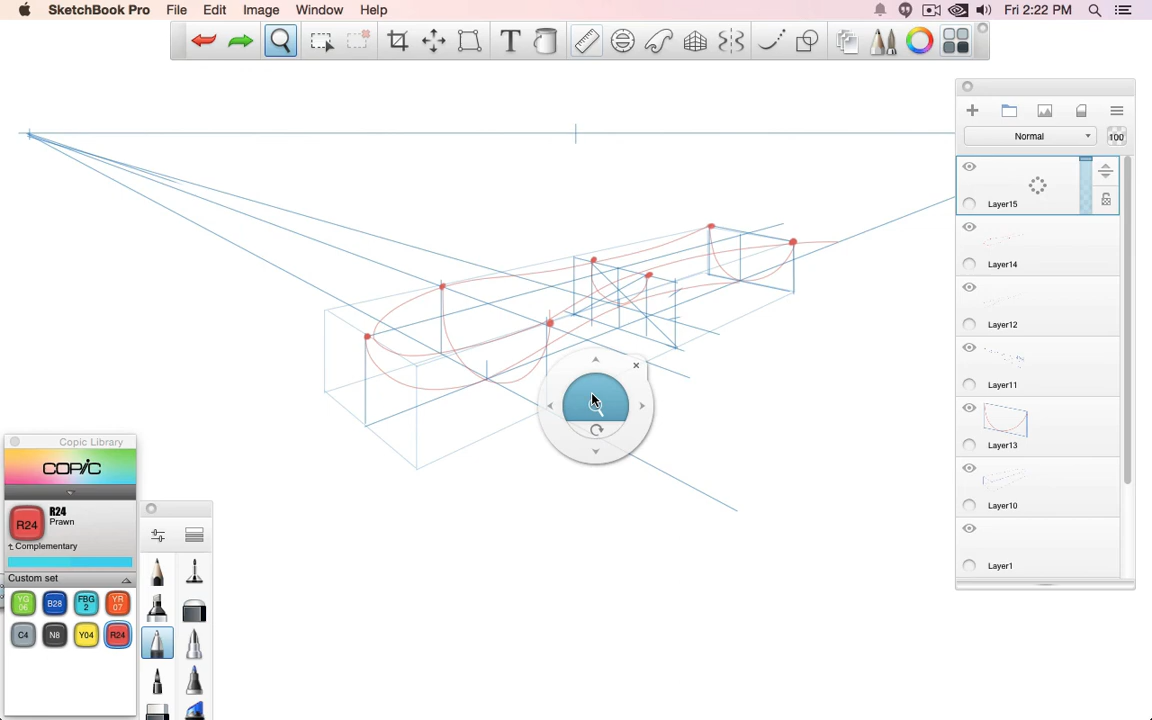 SketchBook Pro File Edit Image Window Help Fri 2:22 PM
T
Normal 100
Layer15
Layer14
Layer12
Layer11
Layer13
Layer10
Layer1
Copic Library
COPIC
R24 R24
Prawn
Complementary
Custom set
YG 06 B28 FBG 2 YR 07
C4 N8 Y04 R24